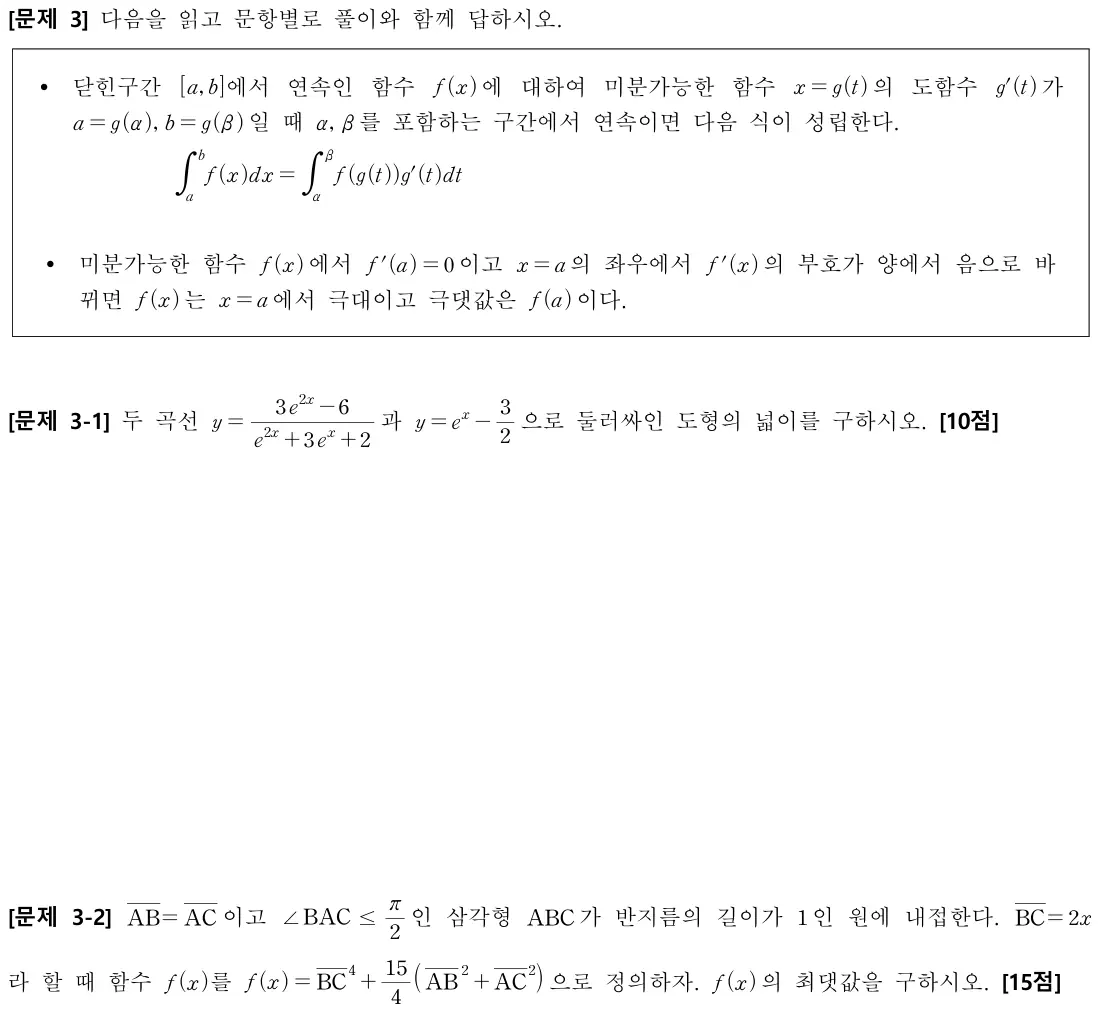 [문제 3] 다음을 읽고 문항별로 풀이와 함께 답하시오.
• 닫힌구간 [a, b]에서 연속인 함수 f(x)에 대하여 미분가능한 함수 x=g(t)의 도함수 g′(t)가
a=g(α), b=g(β)일 때 α, β를 포함하는 구간에서 연속이면 다음 식이 성립한다.
∫_a^b f(x)dx = ∫_α^β f(g(t))g′(t)dt
• 미분가능한 함수 f(x)에서 f′(a)=0이고 x=a의 좌우에서 f′(x)의 부호가 양에서 음으로 바
뀌면 f(x)는 x=a에서 극대이고 극댓값은 f(a)이다.
[문제 3-1] 두 곡선 y = (3e^{2x}−6)/(e^{2x}+3e^x+2) 과 y = e^x − 3/2 으로 둘러싸인 도형의 넓이를 구하시오. [10점]
[문제 3-2] \overline{AB} = \overline{AC}이고 ∠BAC ≤ π/2 인 삼각형 ABC가 반지름의 길이가 1인 원에 내접한다. \overline{BC} = 2x
라 할 때 함수 f(x)를 f(x) = \overline{BC}^4 + 15/4 (\overline{AB}^2 + \overline{AC}^2)으로 정의하자. f(x)의 최댓값을 구하시오. [15점]